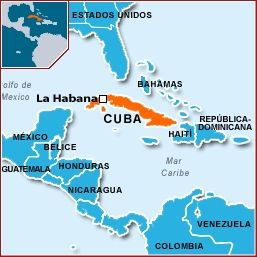 ESTADOS UNIDOS
olfo de
Mexico
BAHAMAS
La Habana
CUBA
REPÚBLICA-
DOMINICANA
HAITÍ
MÉXICO
BELICE
Mar
Caribe
GUATEMALA
HONDURAS
NICARAGUA
VENEZUELA
COLOMBIA